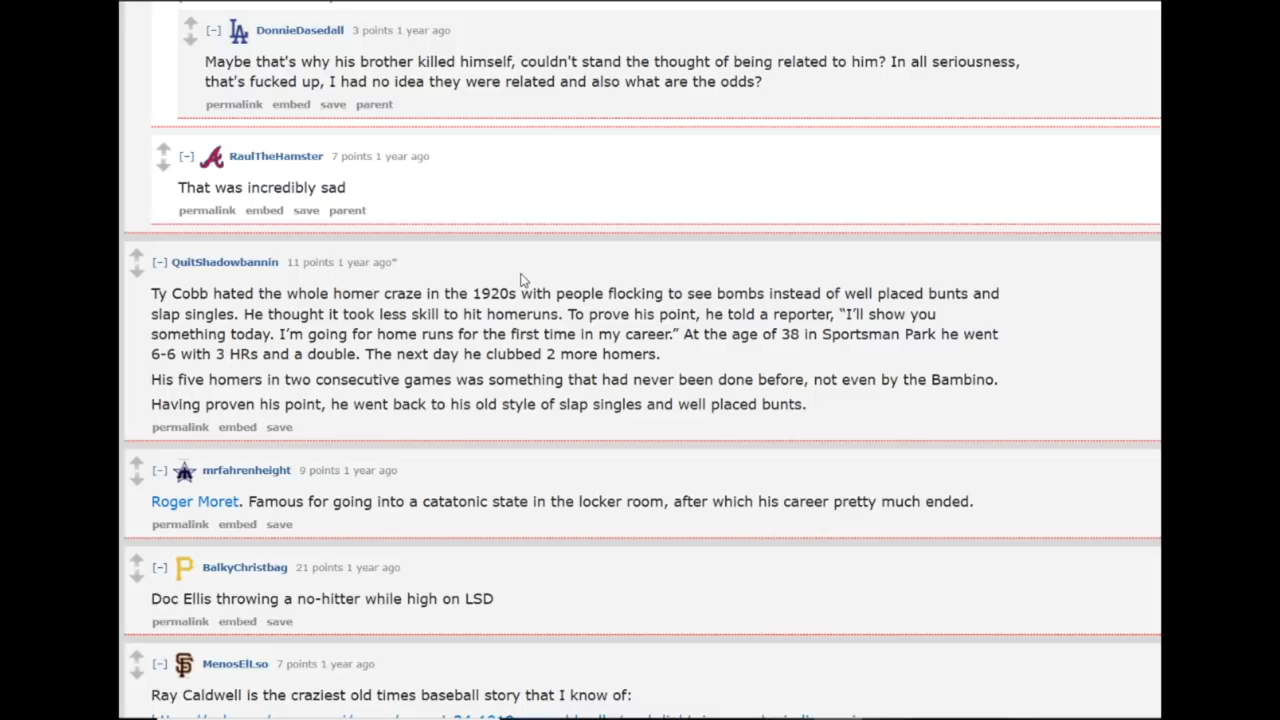 [-] DonnieDasedall 3 points 1 year ago
Maybe that's why his brother killed himself, couldn't stand the thought of being related to him? In all seriousness,
that's fucked up, I had no idea they were related and also what are the odds?
permalink embed save parent
[-] RaulTheHamster 7 points 1 year ago
That was incredibly sad
permalink embed save parent
[-] QuitShadowbannin 11 points 1 year ago*
Ty Cobb hated the whole homer craze in the 1920s with people flocking to see bombs instead of well placed bunts and
slap singles. He thought it took less skill to hit homeruns. To prove his point, he told a reporter, “I’ll show you
something today. I’m going for home runs for the first time in my career.” At the age of 38 in Sportsman Park he went
6-6 with 3 HRs and a double. The next day he clubbed 2 more homers.
His five homers in two consecutive games was something that had never been done before, not even by the Bambino.
Having proven his point, he went back to his old style of slap singles and well placed bunts.
permalink embed save
[-] mrfahrenheight 9 points 1 year ago
Roger Moret. Famous for going into a catatonic state in the locker room, after which his career pretty much ended.
permalink embed save
[-] BalkyChristbag 21 points 1 year ago
Doc Ellis throwing a no-hitter while high on LSD
permalink embed save
[-] MenosElLso 7 points 1 year ago
Ray Caldwell is the craziest old times baseball story that I know of: